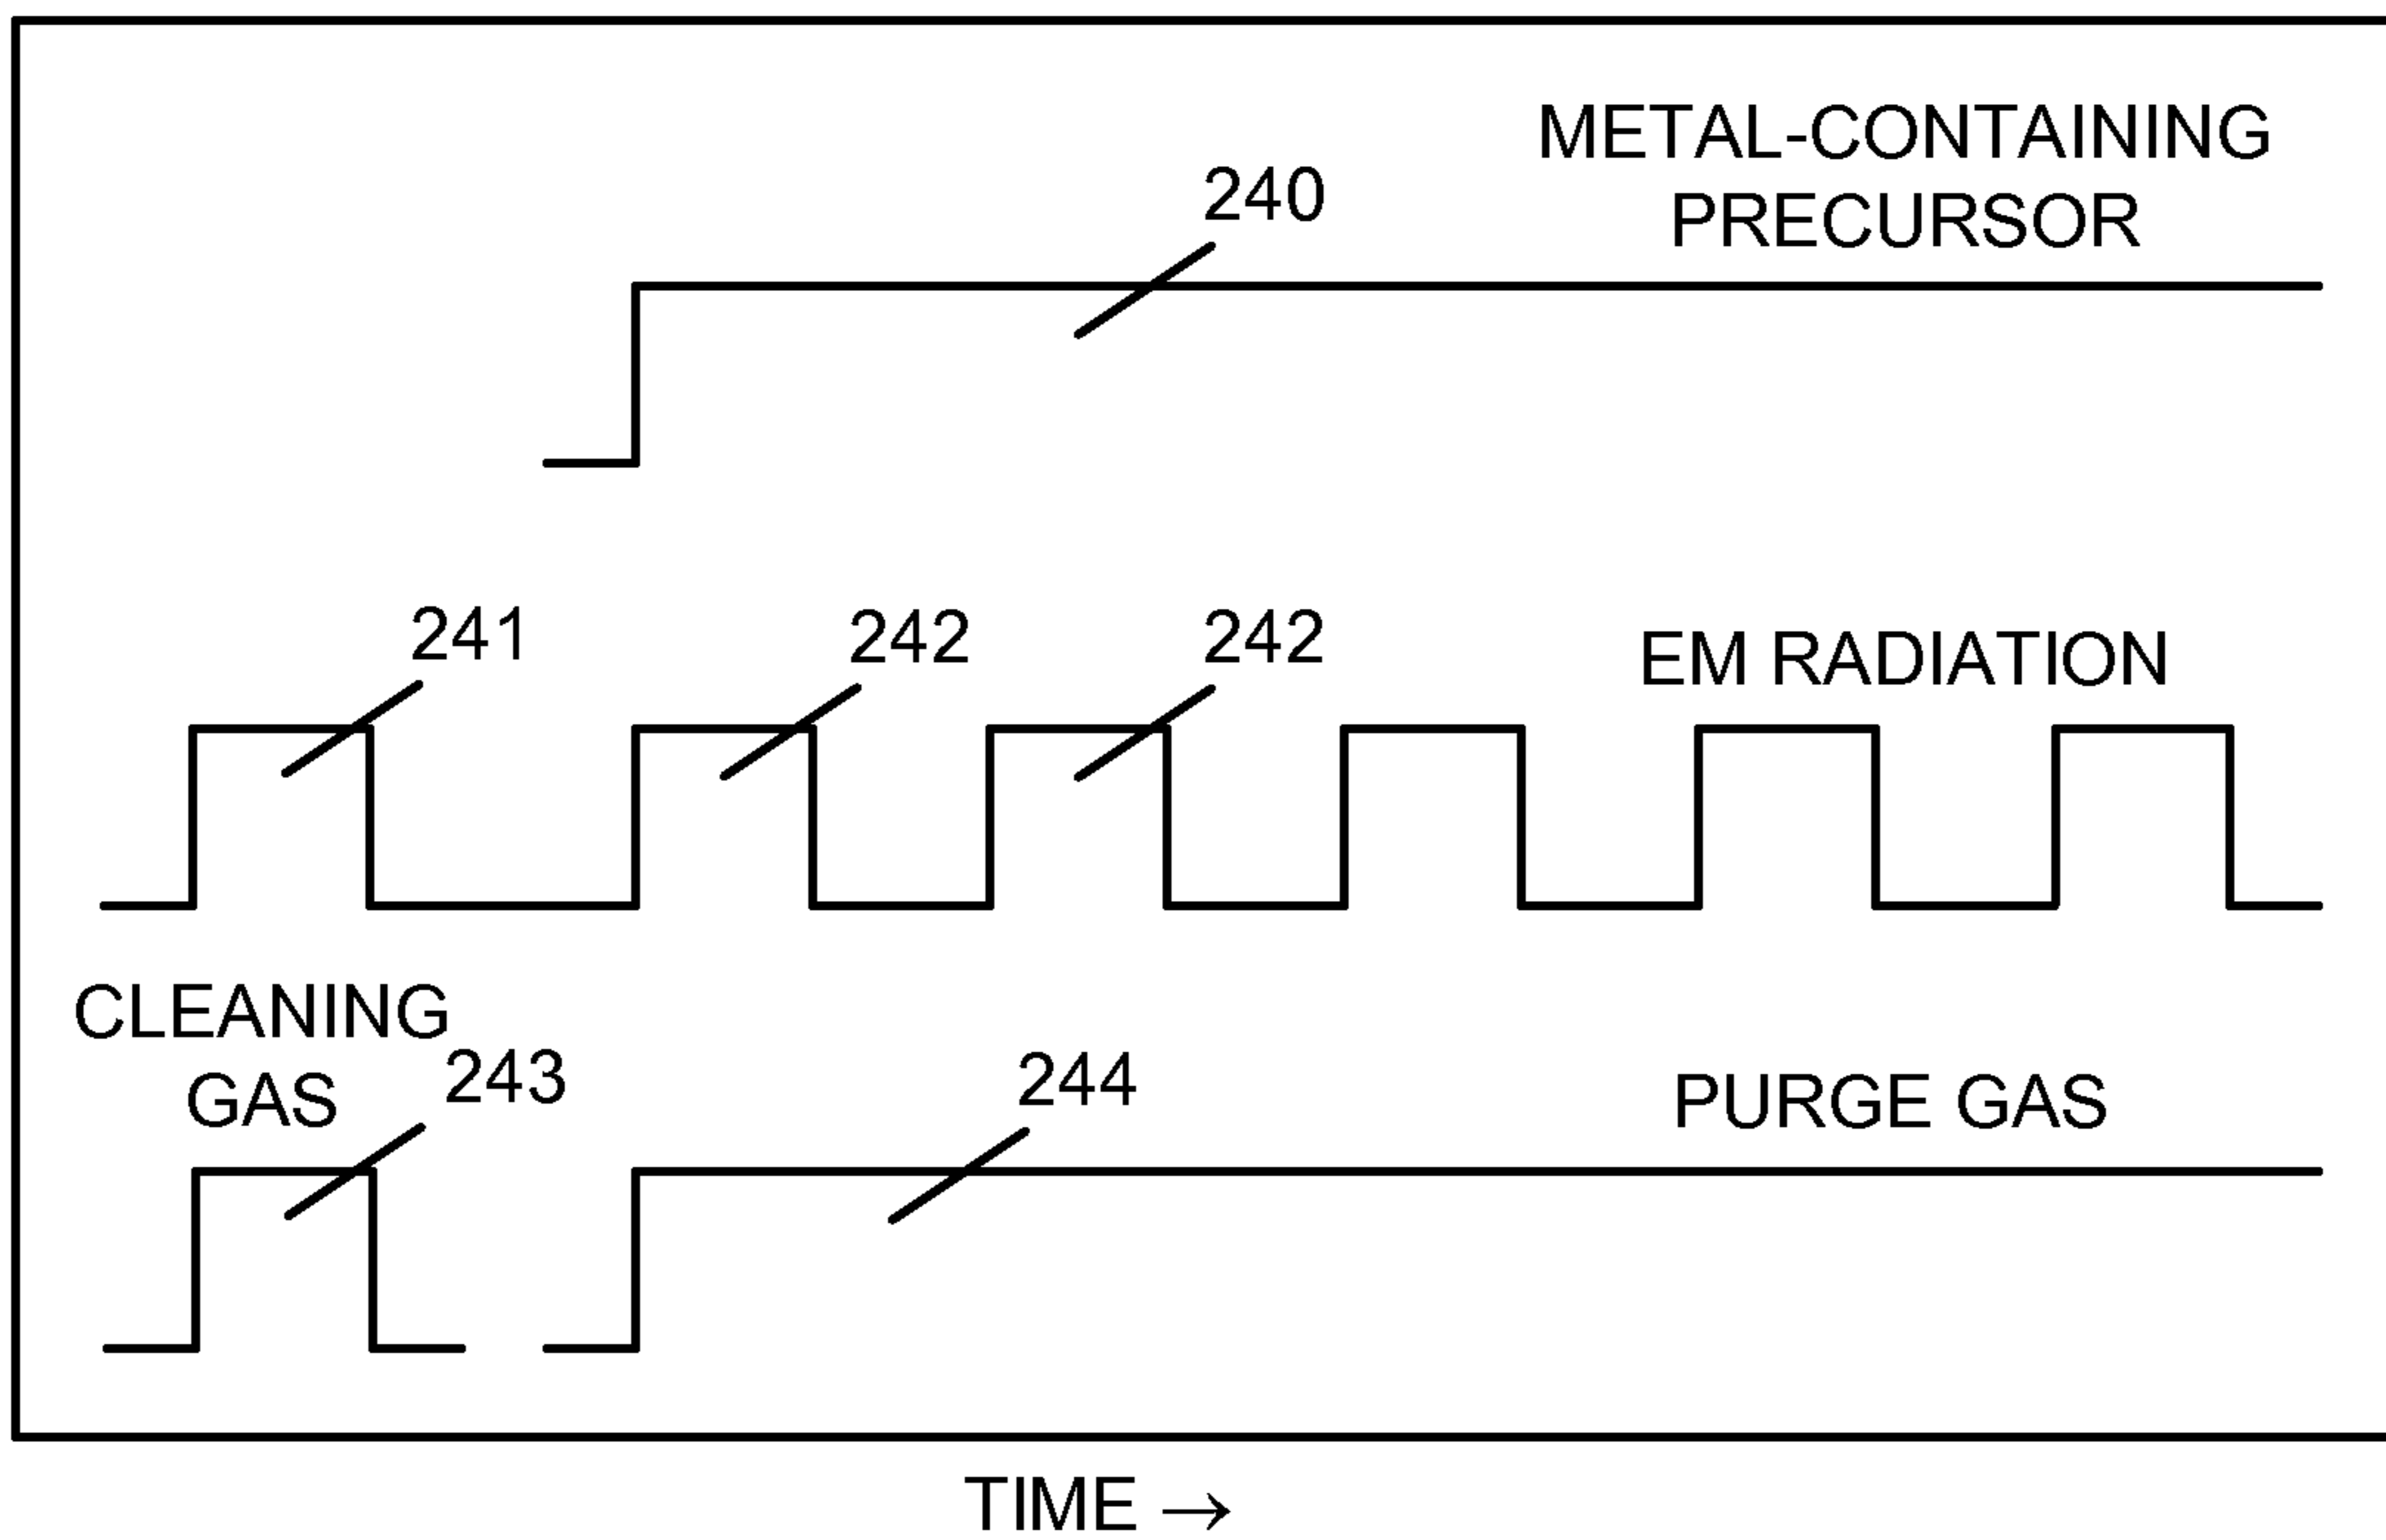 METAL-CONTAINING
PRECURSOR
240
241
242
242
EM RADIATION
CLEANING
GAS
243
244
PURGE GAS
TIME →